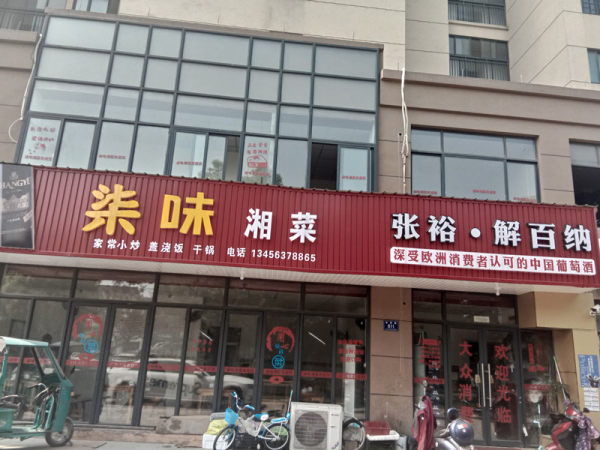 柒味 湘菜
家常小炒 盖浇饭 干锅 电话 13456378865
张裕·解百纳
深受欧洲消费者认可的中国葡萄酒
大众消费
欢迎光临